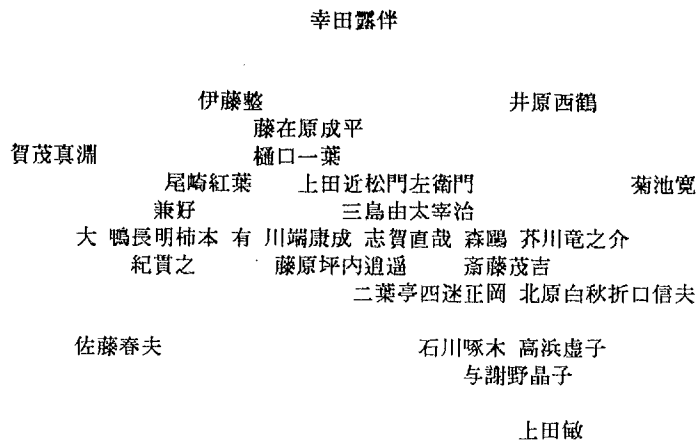 幸田露伴
伊藤整 井原西鶴
藤在原成平
賀茂真淵 樋口一葉
尾崎紅葉 上田近松門左衛門 菊池寛
兼好 三島由太宰治
大 鴨長明柿本 有 川端康成 志賀直哉 森鴎 芥川竜之介
紀貫之 藤原坪内逍遥 斎藤茂吉
二葉亭四迷正岡 北原白秋折口信夫
佐藤春夫 石川啄木 高浜虚子
与謝野晶子
上田敏